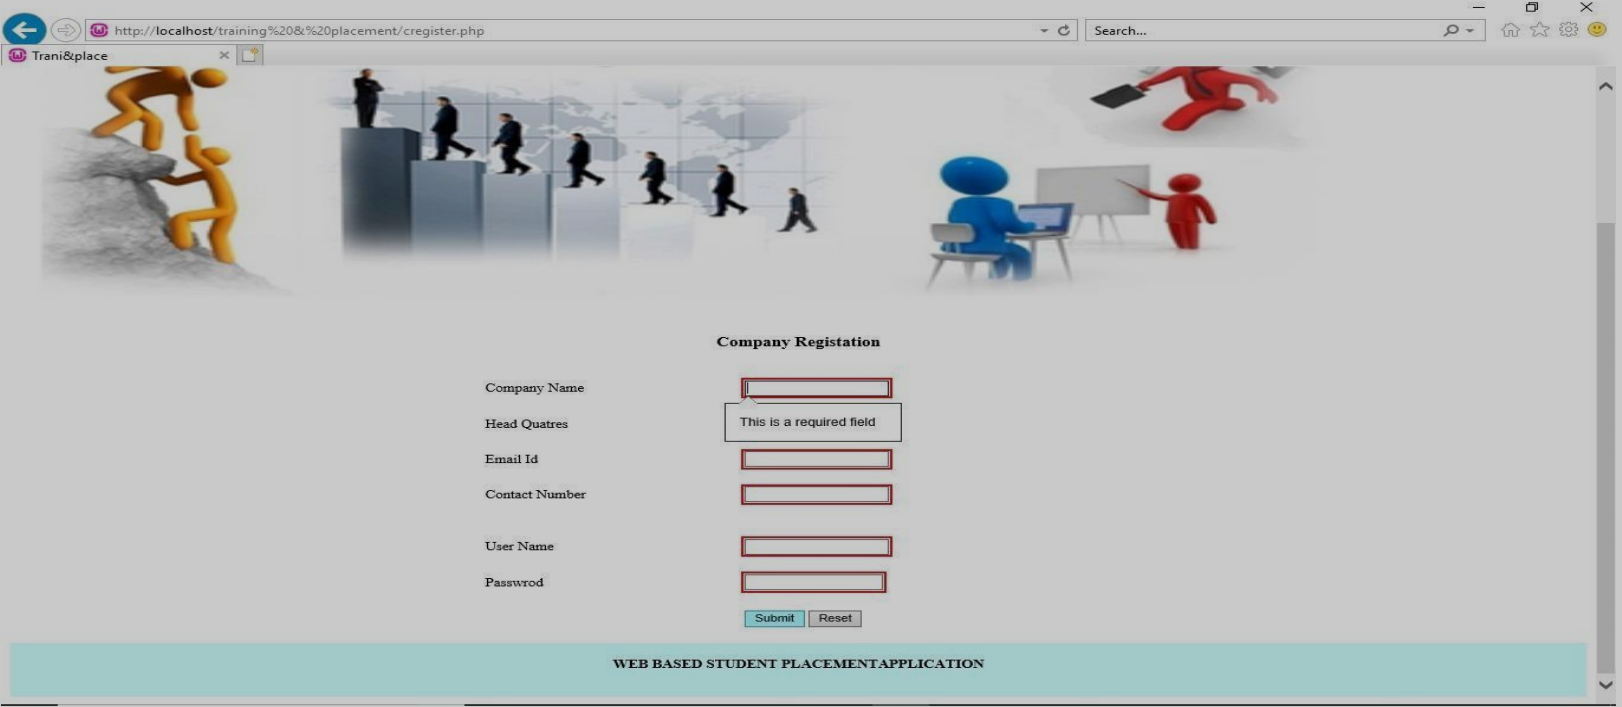 http://localhost/training%20&%20placement/cregister.php
Search...
Trani&place
Company Registation
Company Name
This is a required field
Head Quatres
Email Id
Contact Number
User Name
Passwrod
Submit Reset
WEB BASED STUDENT PLACEMENTAPPLICATION